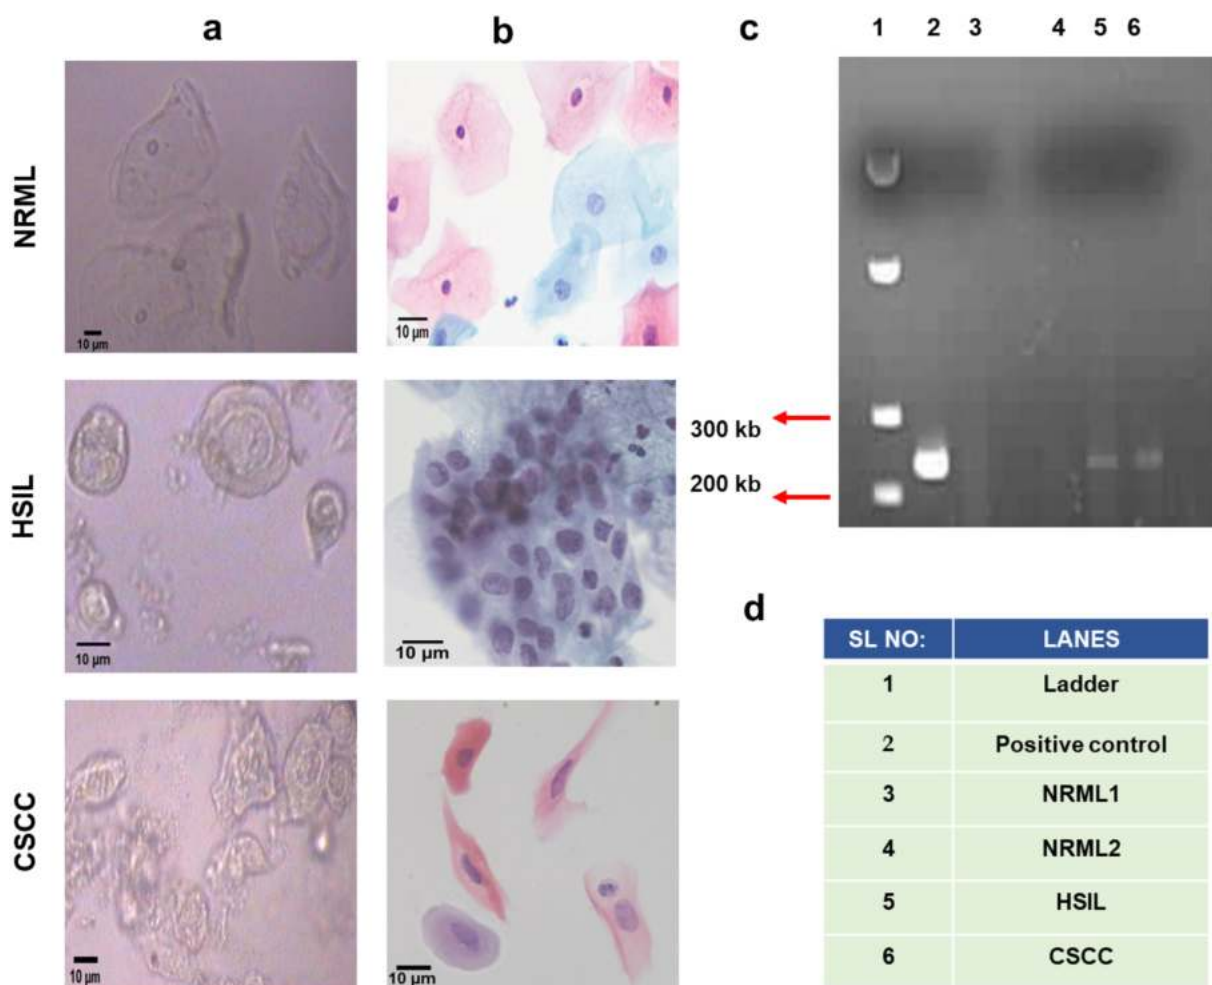 a
b
c
1 2 3 4 5 6
NRML
10 µm
10 µm
HSIL
10 µm
10 µm
300 kb
200 kb
CSCC
10 µm
10 µm
d
SL NO: LANES
1 Ladder
2 Positive control
3 NRML1
4 NRML2
5 HSIL
6 CSCC